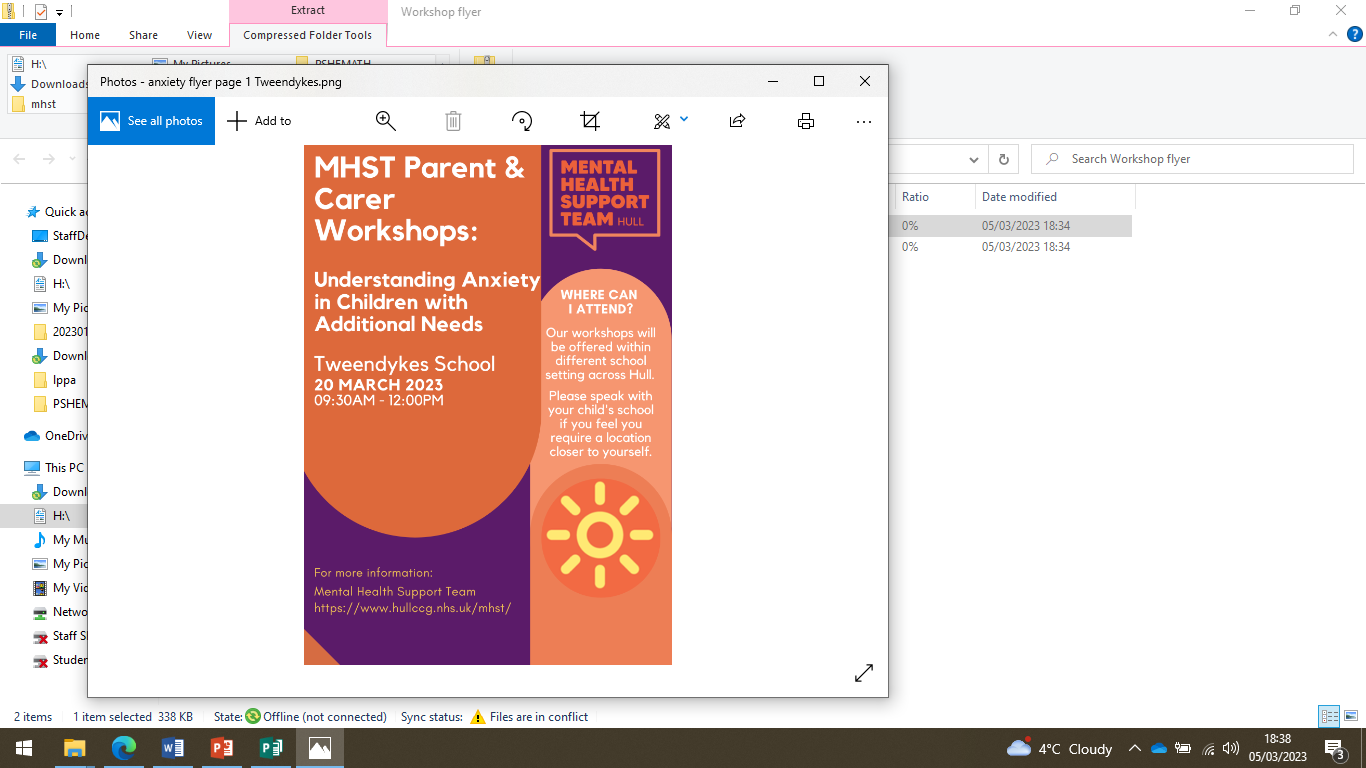 Extract
Workshop flyer
File
Home
Share
View
Compressed Folder Tools
H:\
My Pictures
PSHEMATH
Downloads
mhst
Photos - anxiety flyer page 1 Tweendykes.png
See all photos
Add to
Search Workshop flyer
Ratio
Date modified
0%
05/03/2023 18:34
0%
05/03/2023 18:34
Quick ac
StaffDe
Downl
H:\
My Pic
202301
Downl
Ippa
PSHEM
OneDriv
This PC
Downl
H:\
My Mu
My Pic
My Vid
Netwo
Staff S
Studen
MHST Parent &
Carer
Workshops:
Understanding Anxiety
in Children with
Additional Needs
Tweendykes School
20 MARCH 2023
09:30AM - 12:00PM
For more information:
Mental Health Support Team
https://www.hullccg.nhs.uk/mhst/
MENTAL
HEALTH
SUPPORT
TEAM HULL
WHERE CAN
I ATTEND?
Our workshops will
be offered within
different school
setting across Hull.
Please speak with
your child's school
if you feel you
require a location
closer to yourself.
2 items
1 item selected 338 KB
State: Offline (not connected)
Sync status: Files are in conflict
4°C Cloudy
18:38
05/03/2023
3